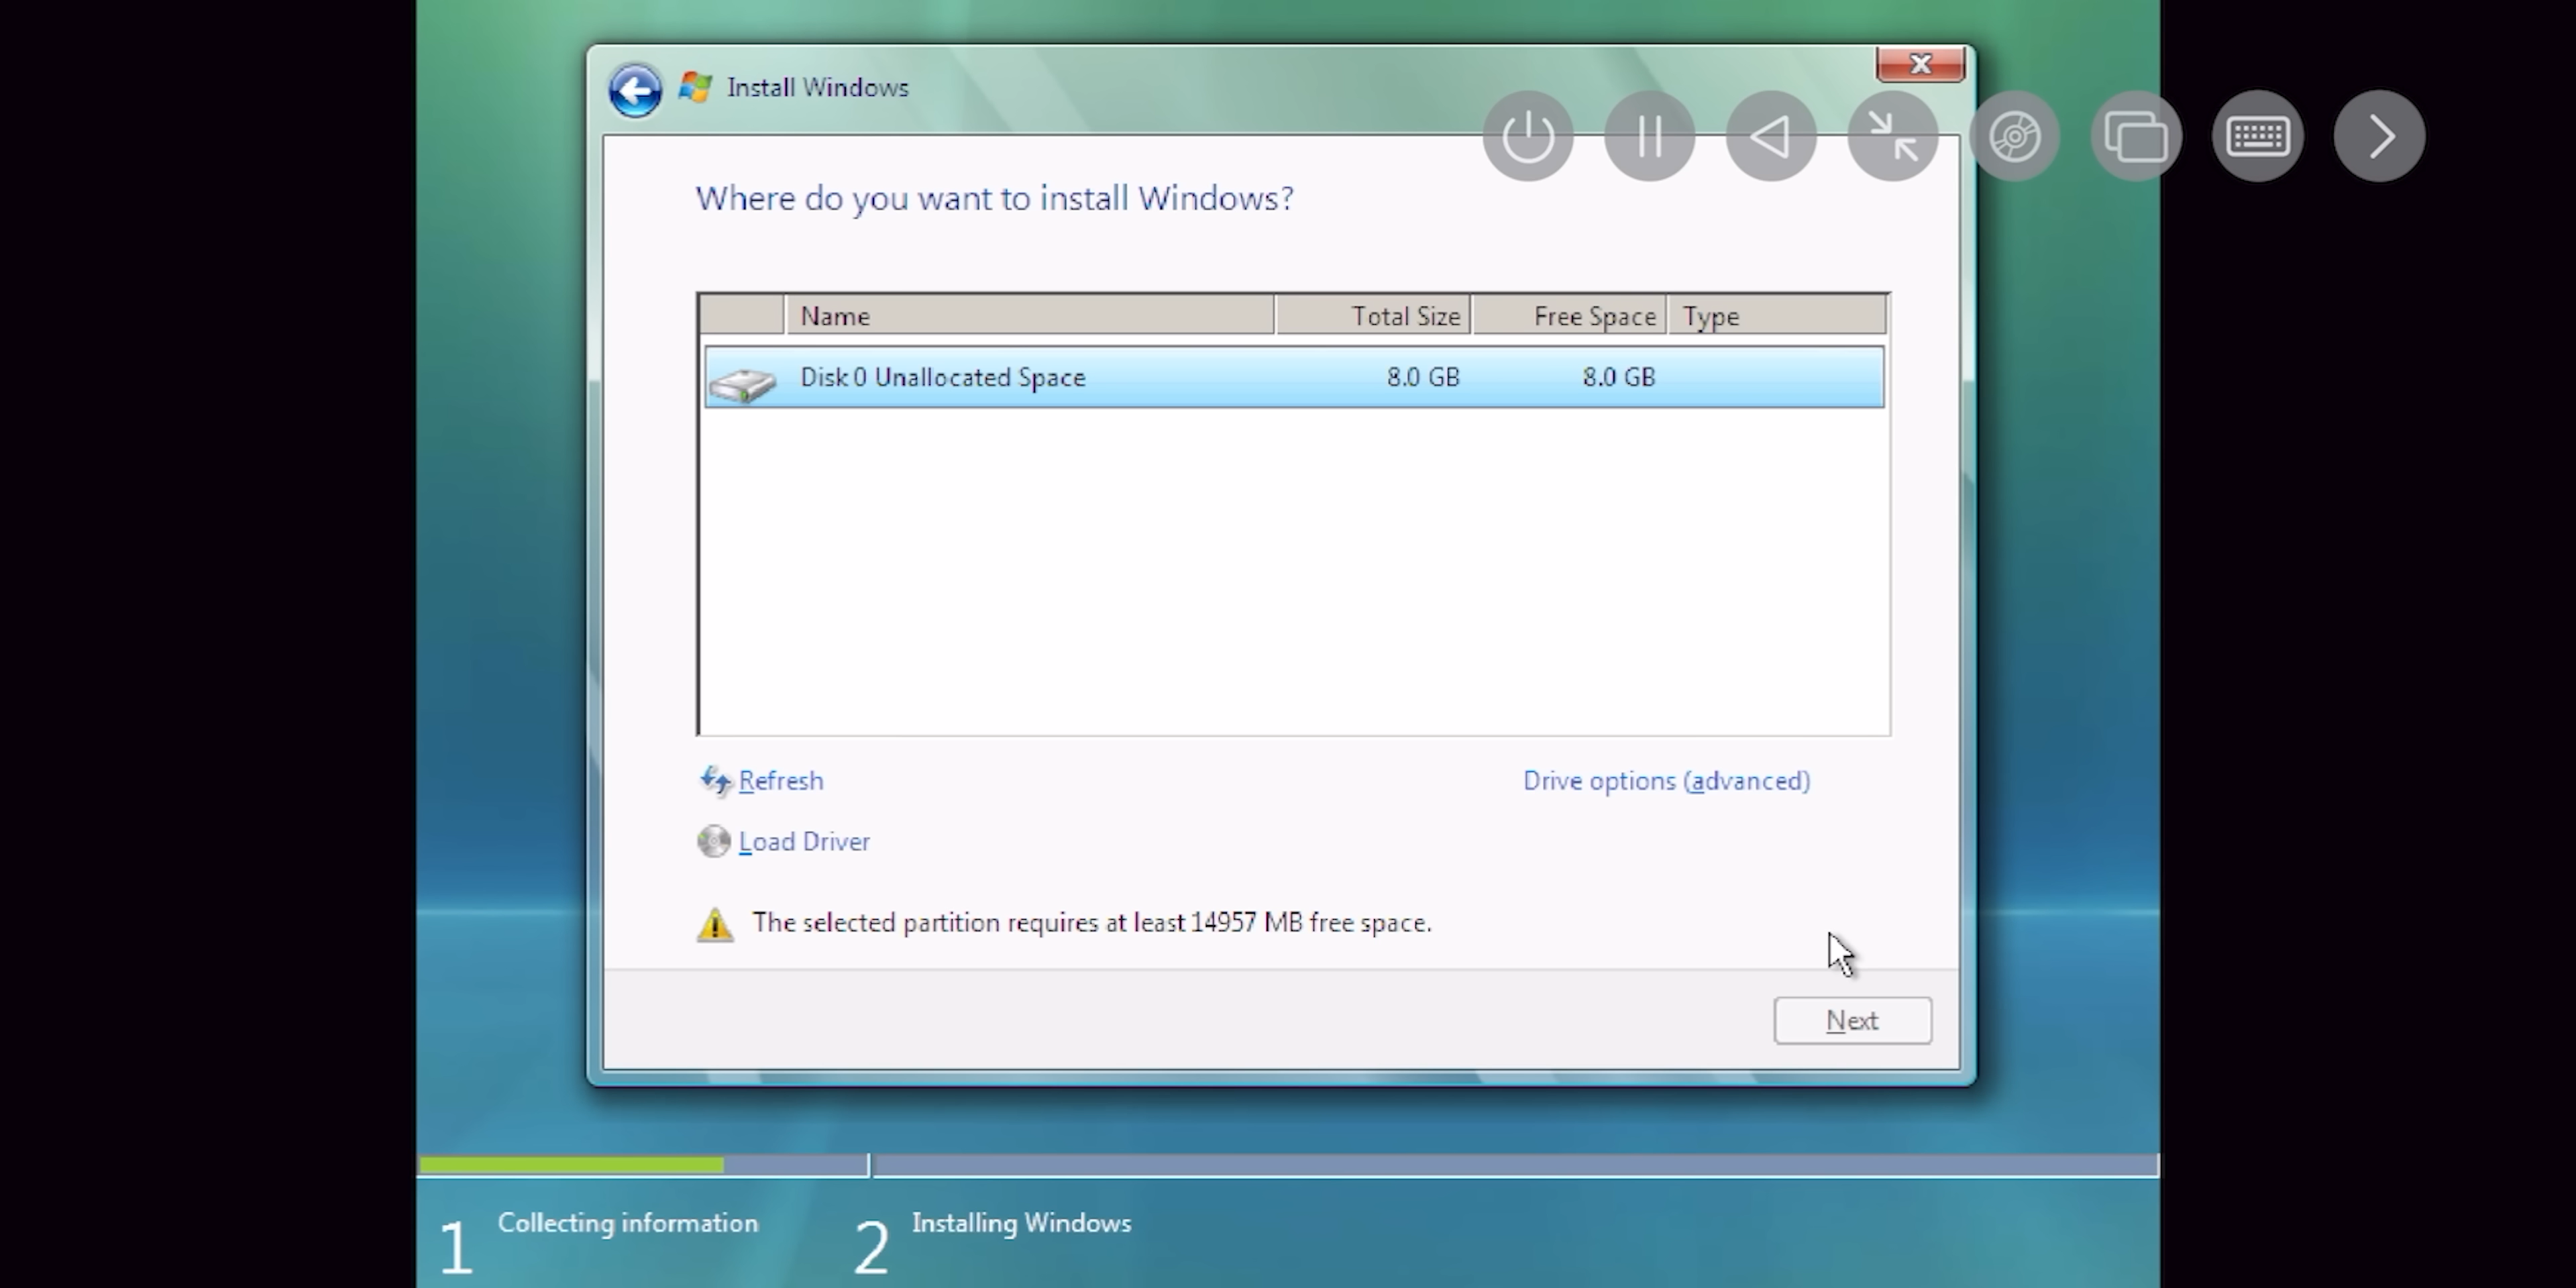 Install Windows
Where do you want to install Windows?
Name Total Size Free Space Type
Disk 0 Unallocated Space 8.0 GB 8.0 GB
Refresh Drive options (advanced)
Load Driver
The selected partition requires at least 14957 MB free space.
Next
1 Collecting information 2 Installing Windows